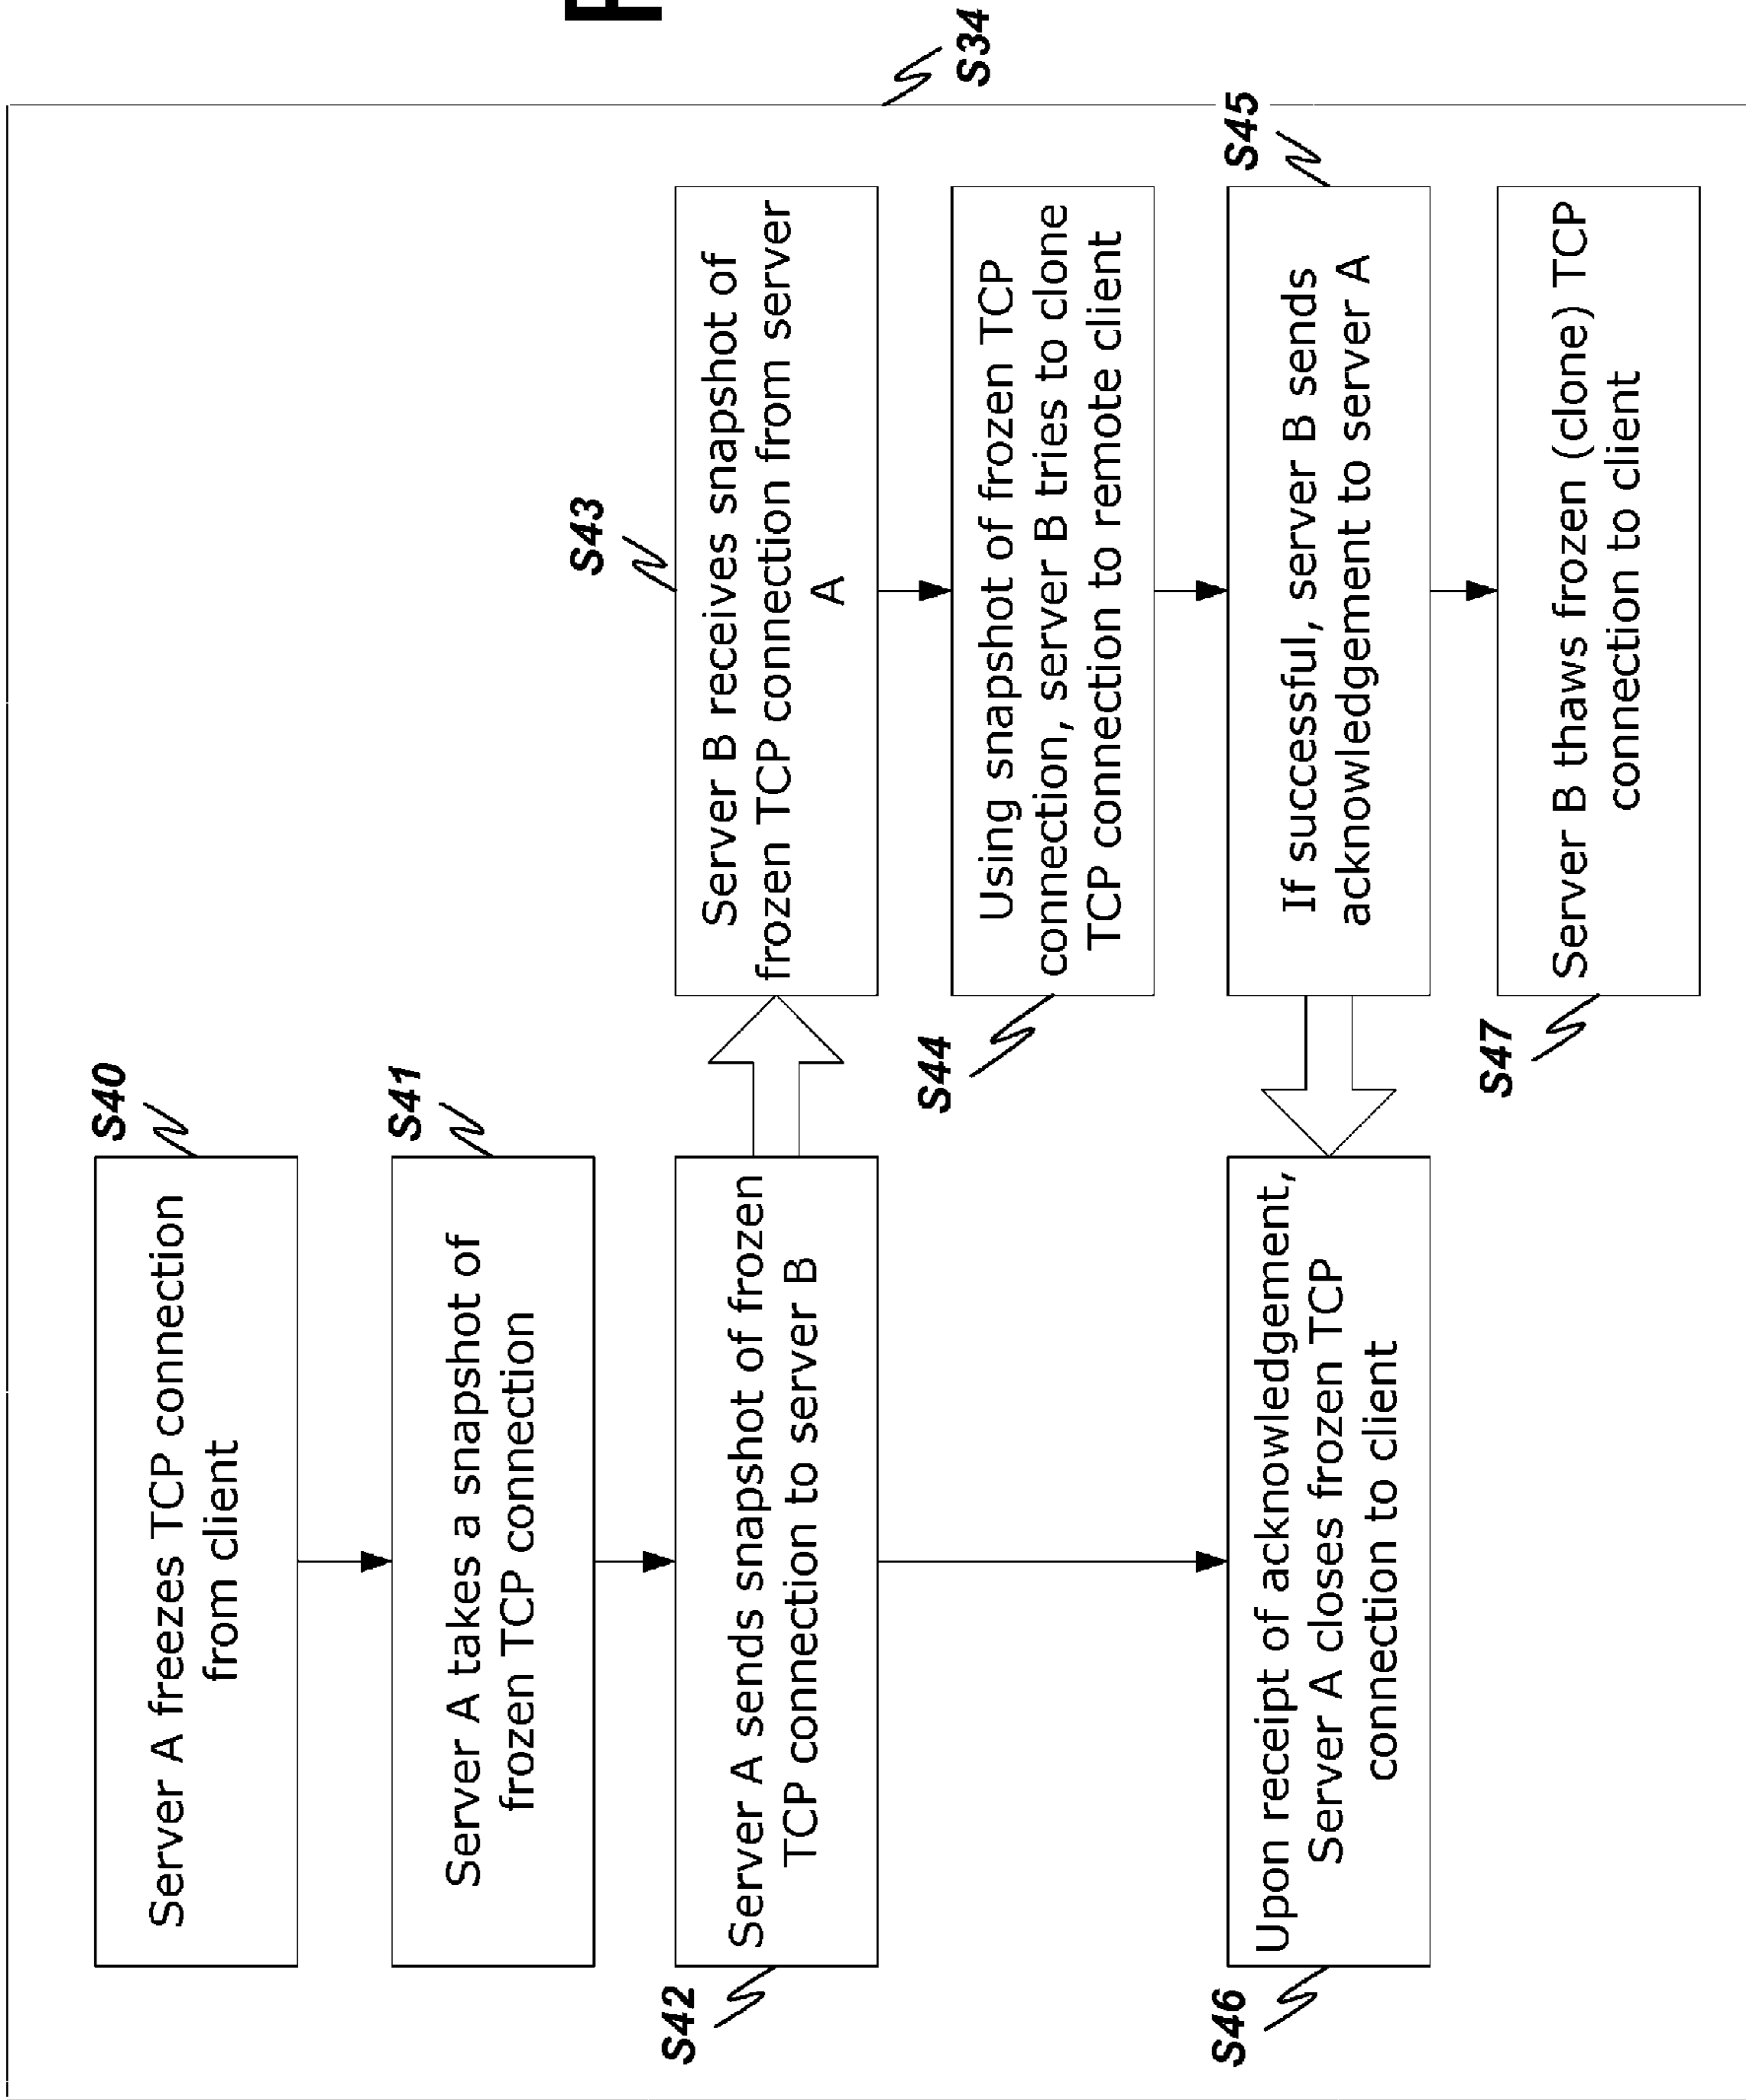 S40
Server A freezes TCP connection
from client
S41
Server A takes a snapshot of
frozen TCP connection
S42
Server A sends snapshot of frozen
TCP connection to server B
S43
Server B receives snapshot of
frozen TCP connection from server
A
S44
Using snapshot of frozen TCP
connection, server B tries to clone
TCP connection to remote client
S45
If successful, server B sends
acknowledgement to server A
S46
Upon receipt of acknowledgement,
Server A closes frozen TCP
connection to client
S47
Server B thaws frozen (clone) TCP
connection to client
S34